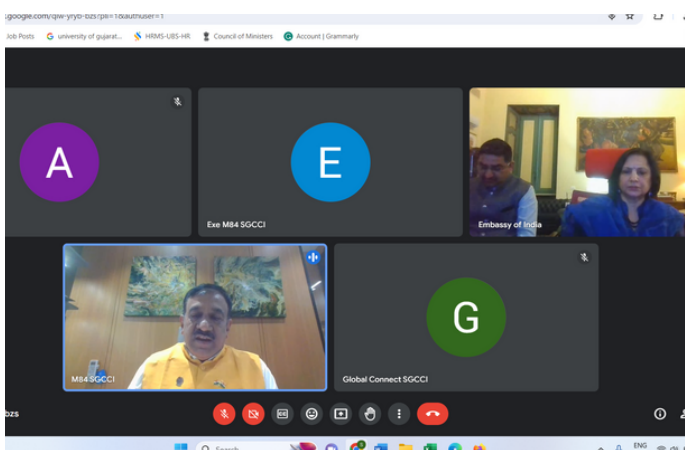 .google.com/qiw-yryb-bzs?pli=1&authuser=1
Job Posts
university of gujarat...
HRMS-UBS-HR
Council of Ministers
Account | Grammarly
A
E
Exe M84 SGCCI
Embassy of India
M84 SGCCI
G
Global Connect SGCCI
bzs
CC
Search
ENG